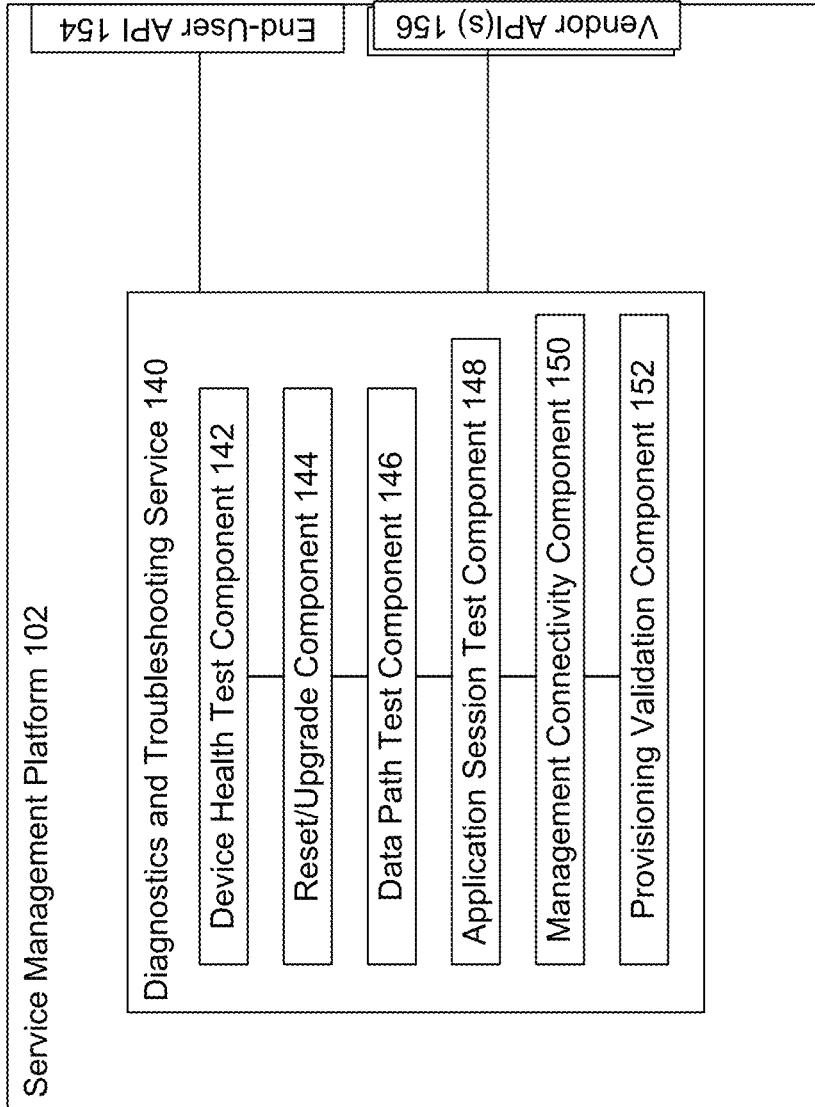 Service Management Platform 102
Diagnostics and Troubleshooting Service 140
Device Health Test Component 142
Reset/Upgrade Component 144
Data Path Test Component 146
Application Session Test Component 148
Management Connectivity Component 150
Provisioning Validation Component 152
End-User API 154
Vendor API(s) 156